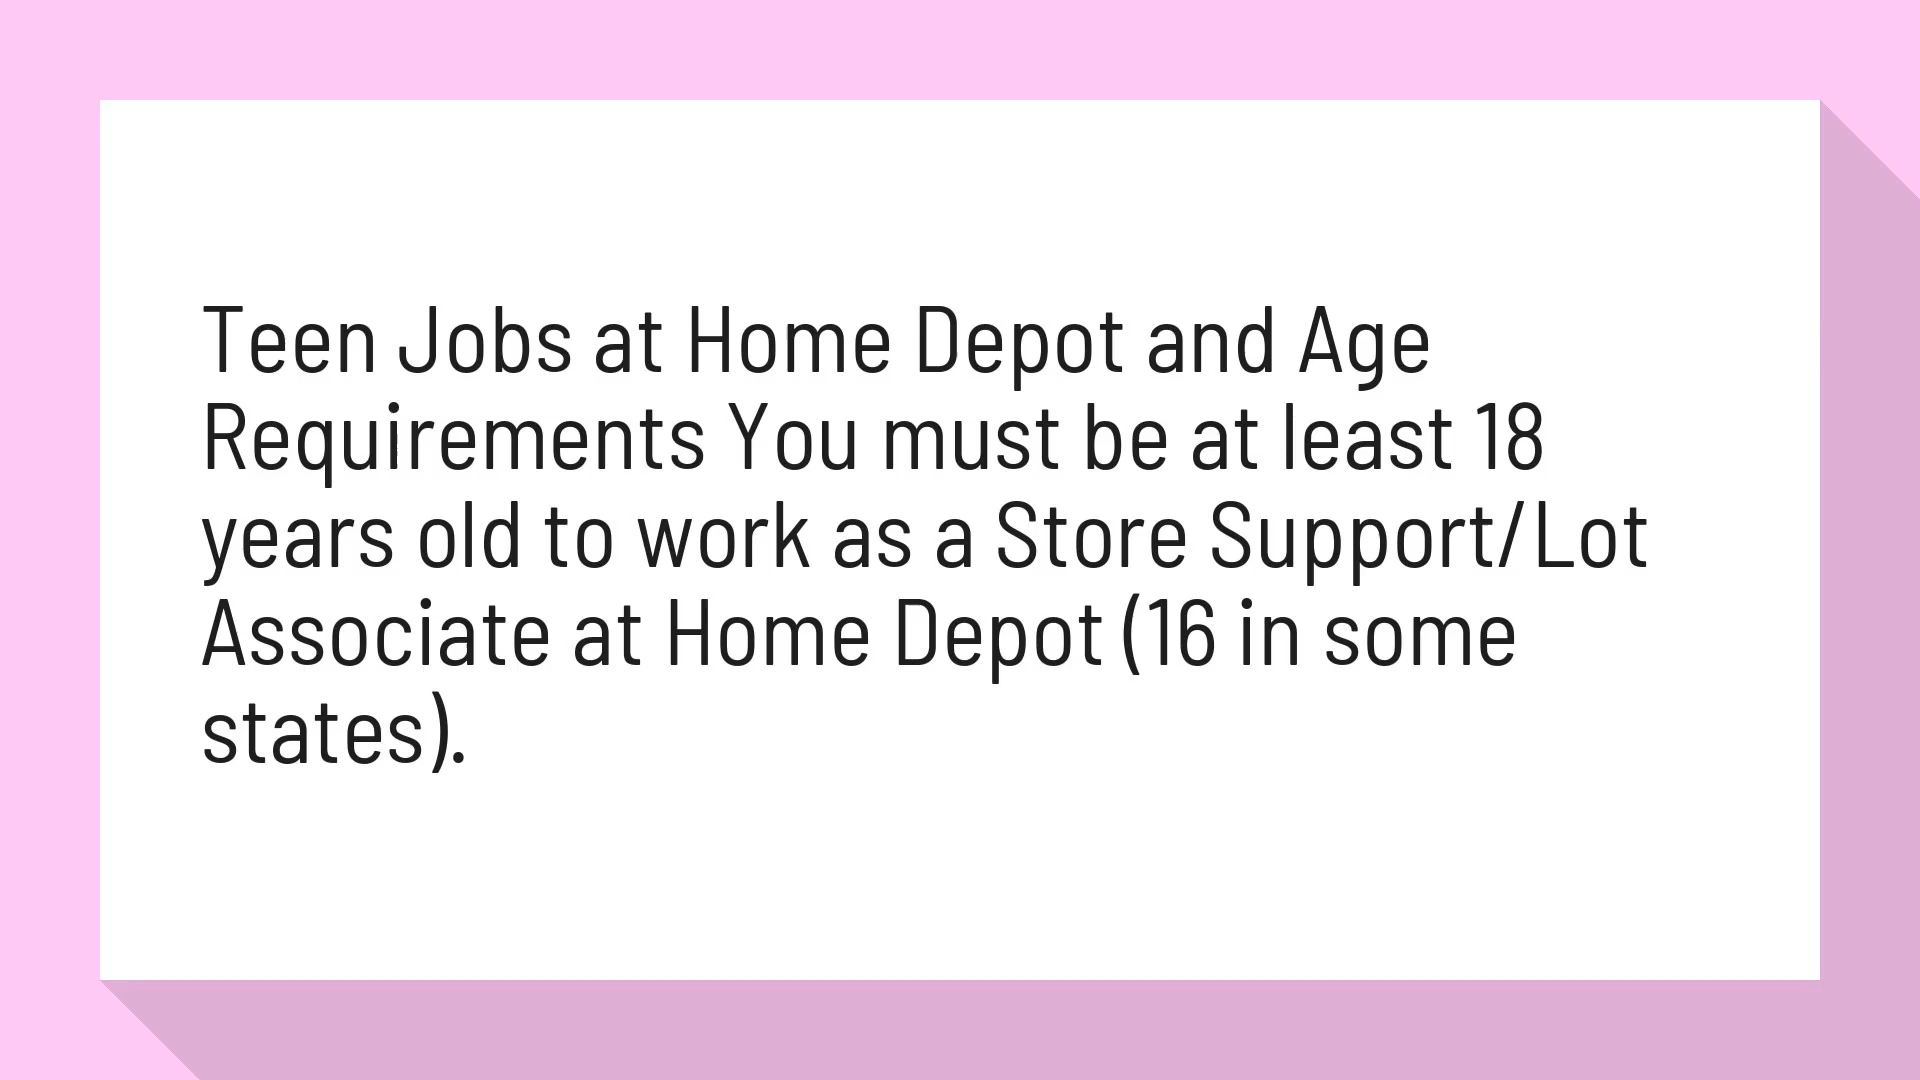 Teen Jobs at Home Depot and Age
Requirements You must be at least 18
years old to work as a Store Support/Lot
Associate at Home Depot (16 in some
states).